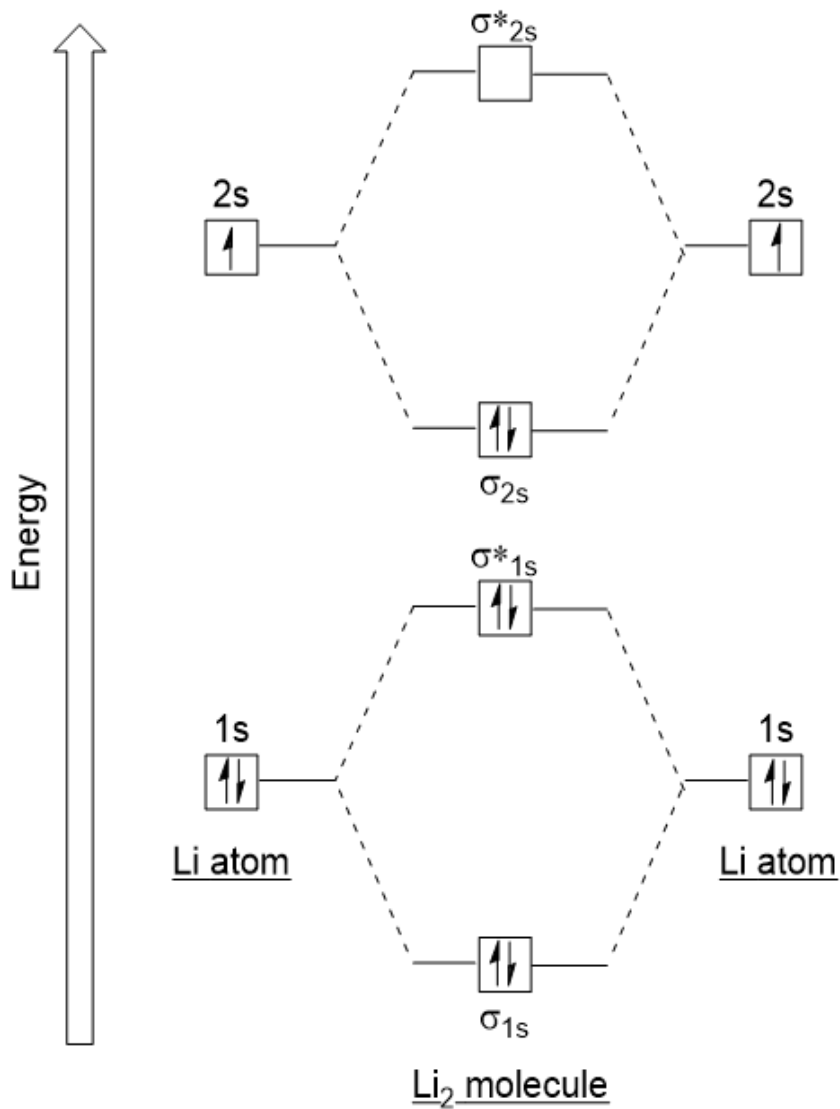 σ*2s
2s 2s
σ2s
Energy
σ*1s
1s 1s
Li atom Li atom
σ1s
Li2 molecule